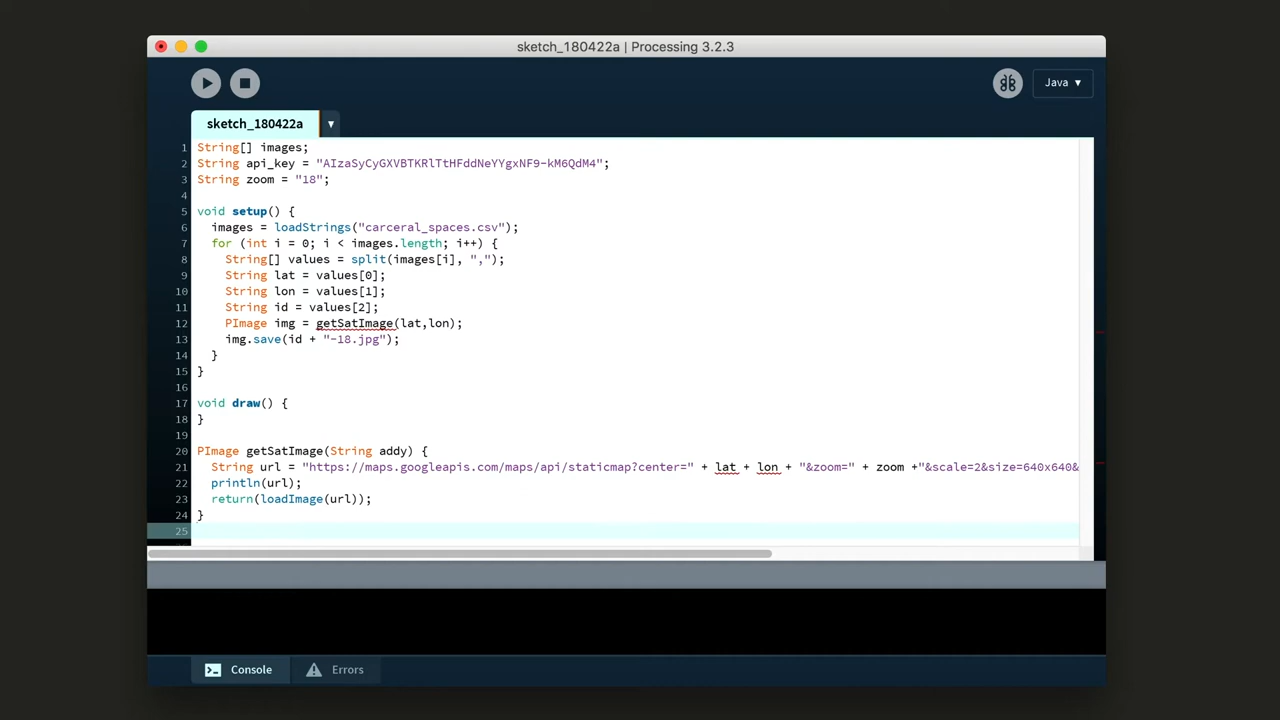 sketch_180422a | Processing 3.2.3
Java ▾
sketch_180422a ▾
1 String[] images;
2 String api_key = "AIzaSyCyGXVBTKRlTtHFddNeYYgxNF9-kM6QdM4";
3 String zoom = "18";
4
5 void setup() {
6 images = loadStrings("carceral_spaces.csv");
7 for (int i = 0; i < images.length; i++) {
8 String[] values = split(images[i], ",");
9 String lat = values[0];
10 String lon = values[1];
11 String id = values[2];
12 PImage img = getSatImage(lat,lon);
13 img.save(id + "-18.jpg");
14 }
15 }
16
17 void draw() {
18 }
19
20 PImage getSatImage(String addy) {
21 String url = "https://maps.googleapis.com/maps/api/staticmap?center=" + lat + lon + "&zoom=" + zoom +"&scale=2&size=640x640&
22 println(url);
23 return(loadImage(url));
24 }
25
Console Errors